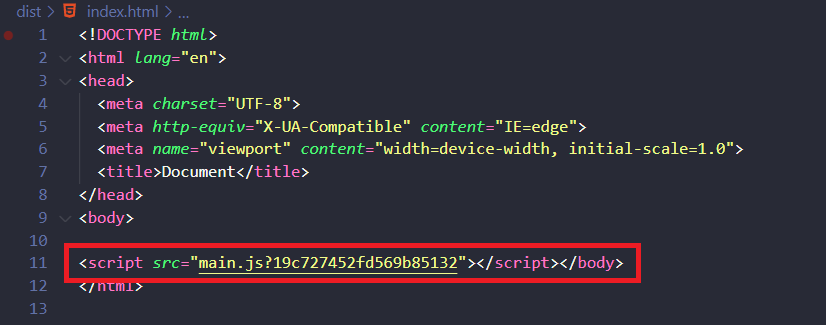 dist > index.html > ...
1 <!DOCTYPE html>
2 <html lang="en">
3 <head>
4 <meta charset="UTF-8">
5 <meta http-equiv="X-UA-Compatible" content="IE=edge">
6 <meta name="viewport" content="width=device-width, initial-scale=1.0">
7 <title>Document</title>
8 </head>
9 <body>
10
11 <script src="main.js?19c727452fd569b85132"></script></body>
12 </html>
13